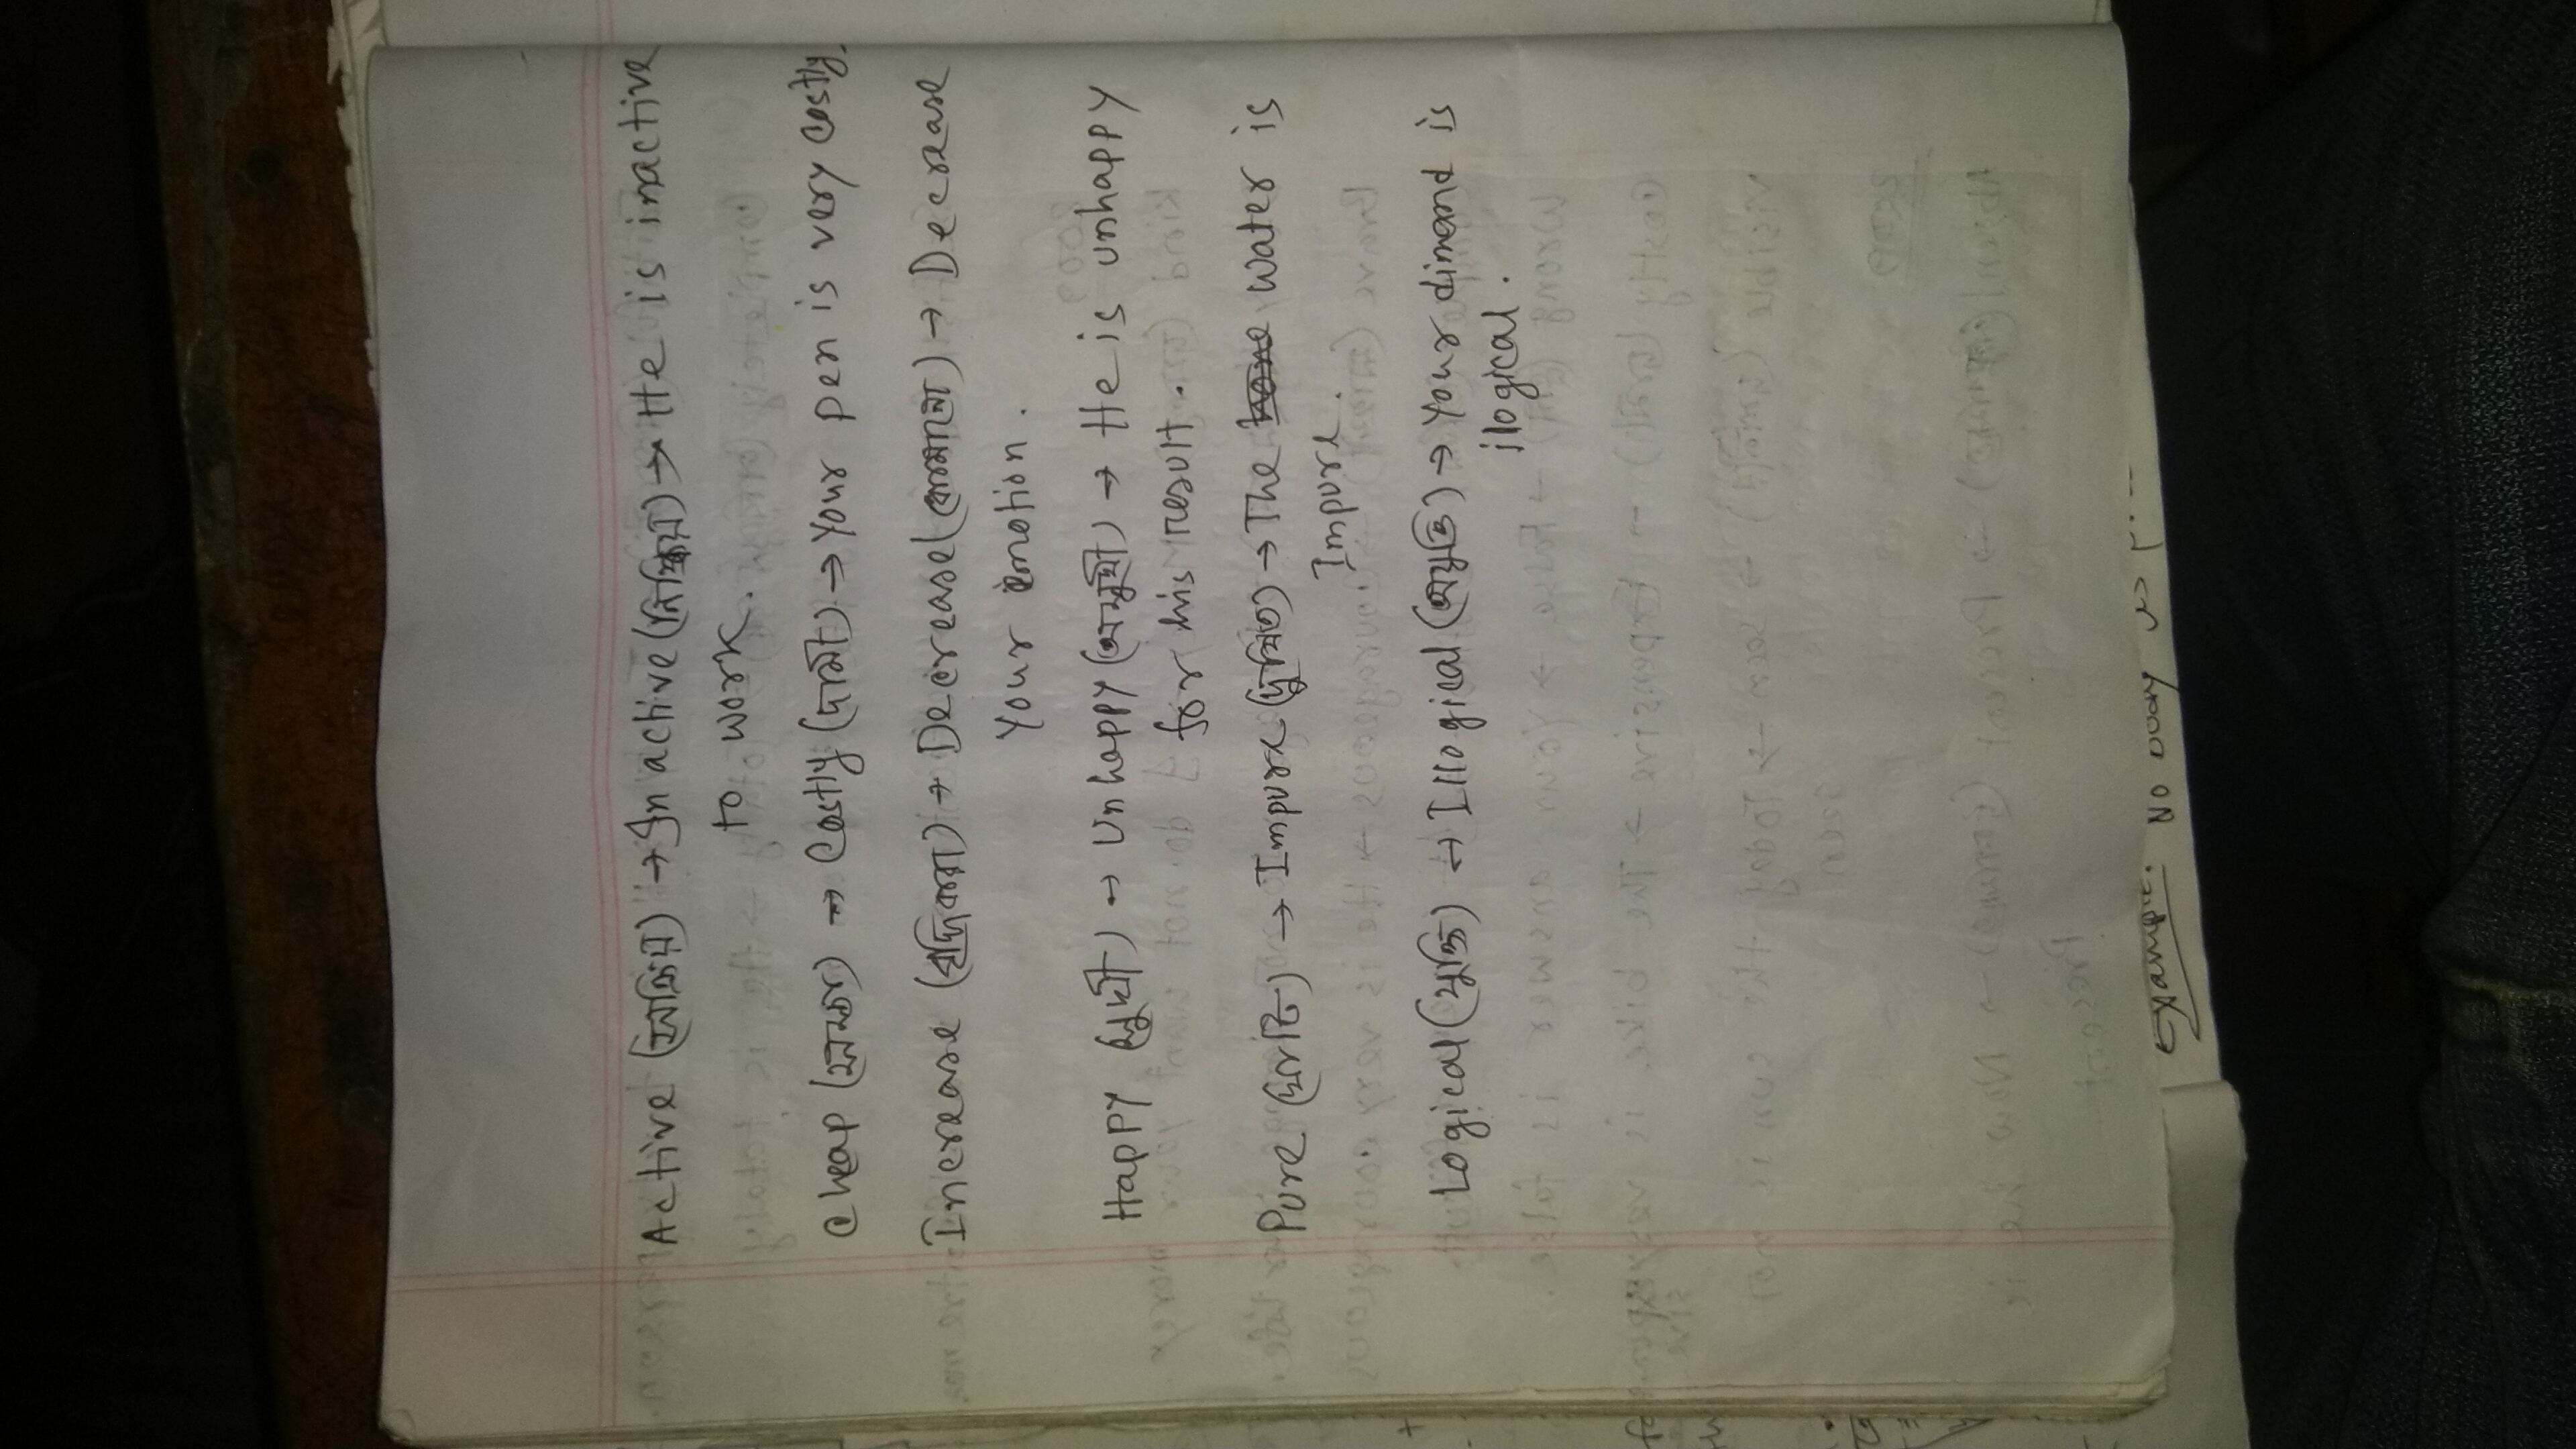 Active (সক্রিয়) → In active (নিষ্ক্রিয়) → He is inactive
to work.
Cheap (সস্তা) → Costly (দামী) → Your pen is very costly.
Increase (বৃদ্ধিকরা) → Decrease (কমানো) → Decrease
Your emotion.
Happy (সুখী) → Unhappy (অসুখী) → He is unhappy
for his result.
Pure (খাটি) → Impure (দুষিত) → The water is
Impure.
Logical (যুক্তি) → Illogical (অযুক্তি) → Your dimand is
ilogical.
Example: No body is